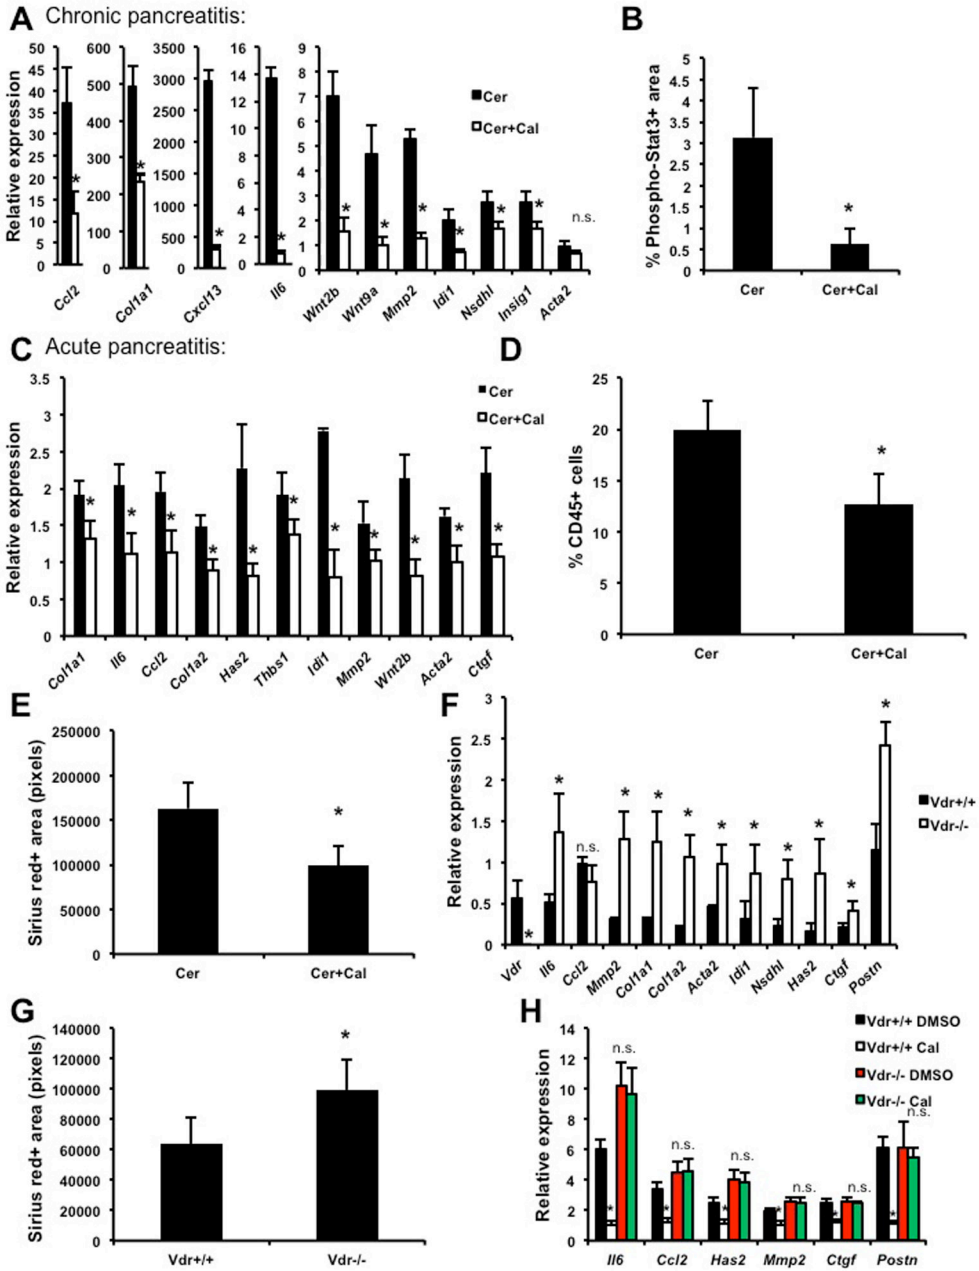 A Chronic pancreatitis:
Relative expression
50
45
40
35
30
25
20
15
10
5
0
*
Ccl2
600
500
400
300
200
100
0
*
Col1a1
3500
3000
2500
2000
1500
1000
500
0
*
Cxcl13
16
14
12
10
8
6
4
2
0
*
Il6
9
8
7
6
5
4
3
2
1
0
Cer
Cer+Cal
* * * * * * n.s.
Wnt2b Wnt9a Mmp2 Idi1 Nsdhl Insig1 Acta2
B
% Phospho-Stat3+ area
5
4.5
4
3.5
3
2.5
2
1.5
1
0.5
0
*
Cer Cer+Cal
C Acute pancreatitis:
Relative expression
3.5
3
2.5
2
1.5
1
0.5
0
Cer
Cer+Cal
* * * * * * * * * * *
Col1a1 Il6 Ccl2 Col1a2 Has2 Thbs1 Idi1 Mmp2 Wnt2b Acta2 Ctgf
D
% CD45+ cells
25
20
15
10
5
0
*
Cer Cer+Cal
E
Sirius red+ area (pixels)
250000
200000
150000
100000
50000
0
*
Cer Cer+Cal
F
Relative expression
3
2.5
2
1.5
1
0.5
0
Vdr+/+
Vdr-/-
* * n.s. * * * * * * * * *
Vdr Il6 Ccl2 Mmp2 Col1a1 Col1a2 Acta2 Idi1 Nsdhl Has2 Ctgf Postn
G
Sirius red+ area (pixels)
140000
120000
100000
80000
60000
40000
20000
0
*
Vdr+/+ Vdr-/-
H
Relative expression
14
12
10
8
6
4
2
0
Vdr+/+ DMSO
Vdr+/+ Cal
Vdr-/- DMSO
Vdr-/- Cal
n.s. n.s. n.s. n.s. n.s. n.s.
* * * * * *
Il6 Ccl2 Has2 Mmp2 Ctgf Postn